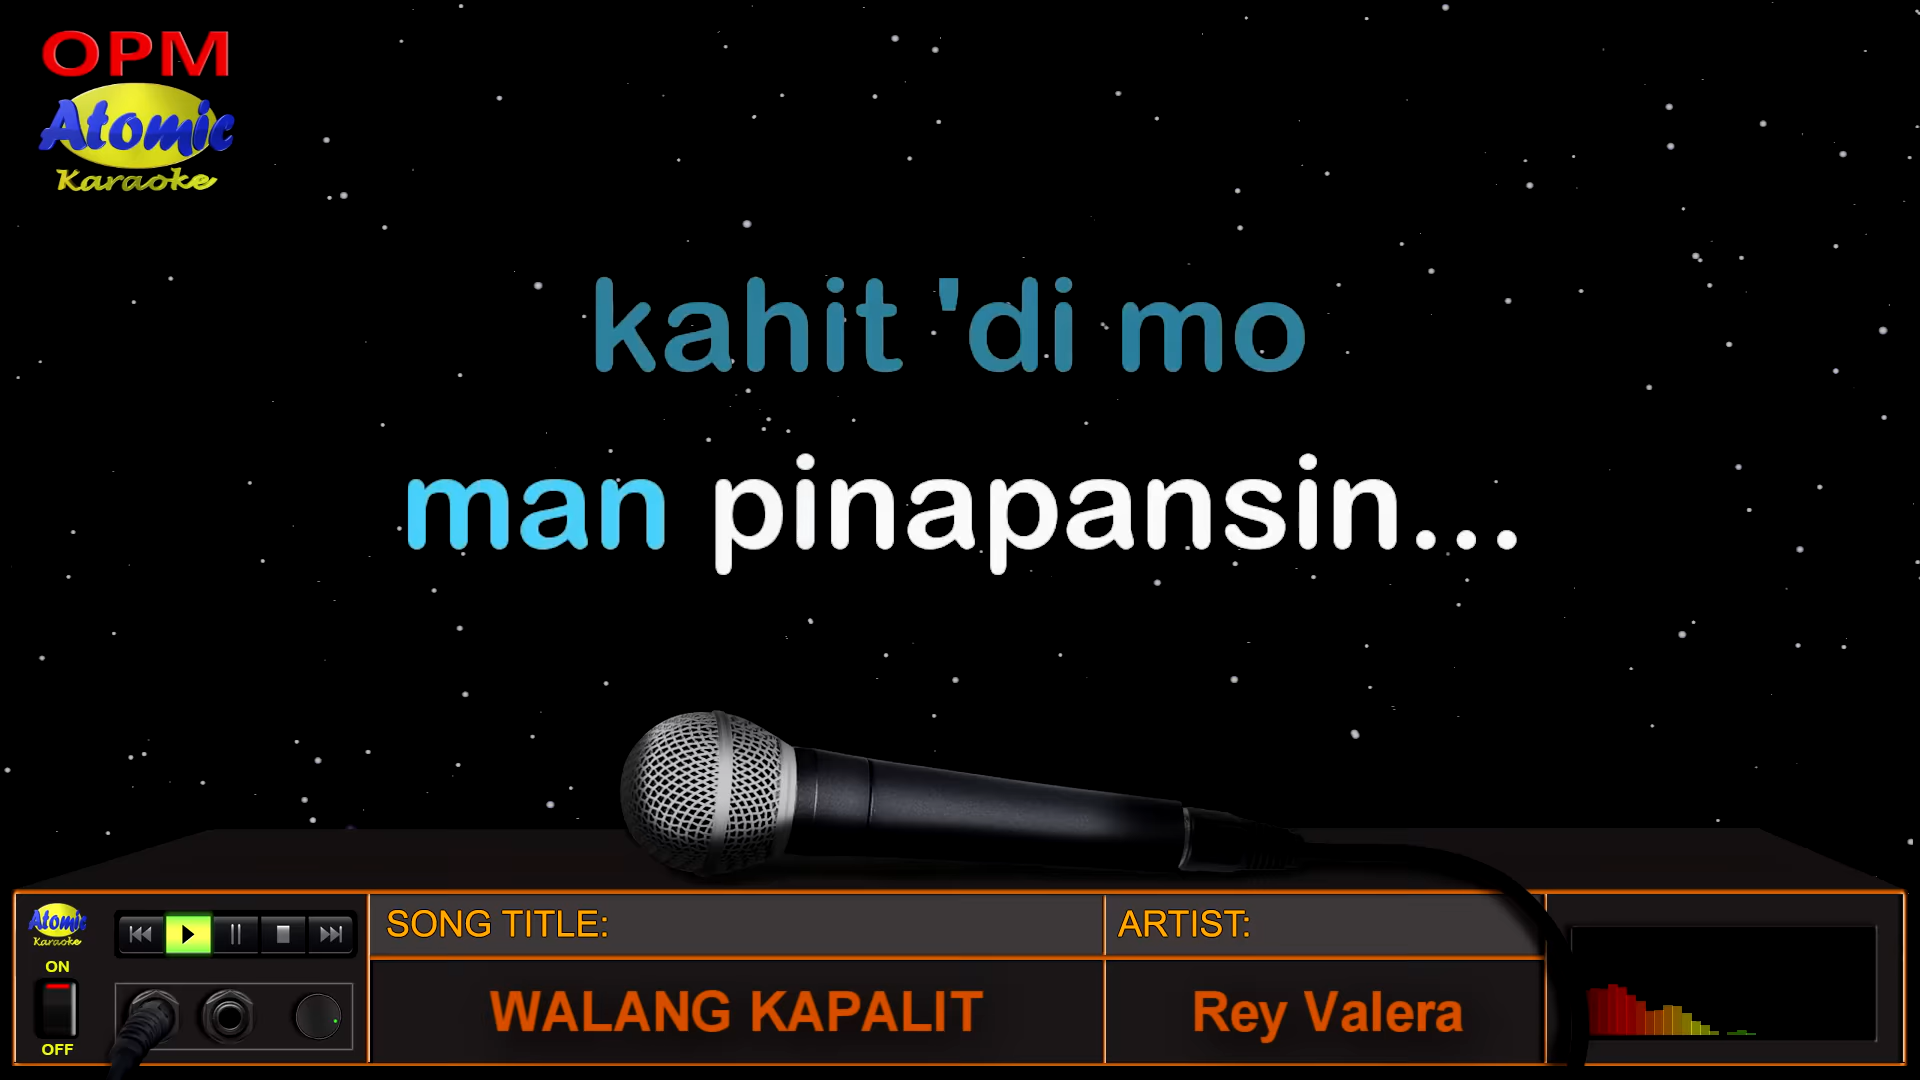 OPM
Atomic
Karaoke
kahit 'di mo
man pinapansin...
Atomic
Karaoke
ON
OFF
SONG TITLE:
WALANG KAPALIT
ARTIST:
Rey Valera